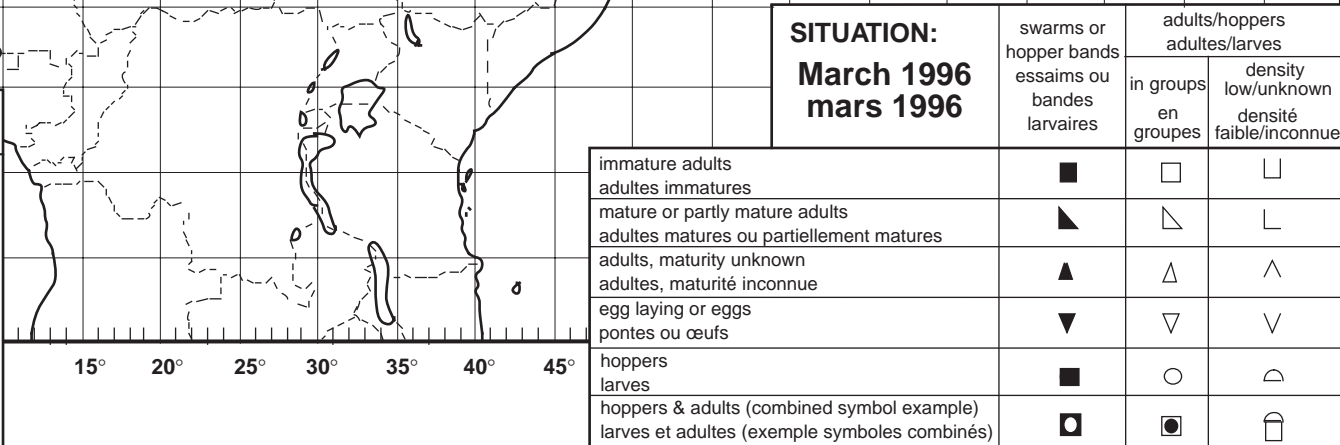 SITUATION:
March 1996
mars 1996
swarms or
hopper bands
essaims ou
bandes
larvaires
adults/hoppers
adultes/larves
in groups
en
groupes
density
low/unknown
densité
faible/inconnue
immature adults
adultes immatures
mature or partly mature adults
adultes matures ou partiellement matures
adults, maturity unknown
adultes, maturité inconnue
egg laying or eggs
pontes ou œufs
hoppers
larves
hoppers & adults (combined symbol example)
larves et adultes (exemple symboles combinés)
15° 20° 25° 30° 35° 40° 45°